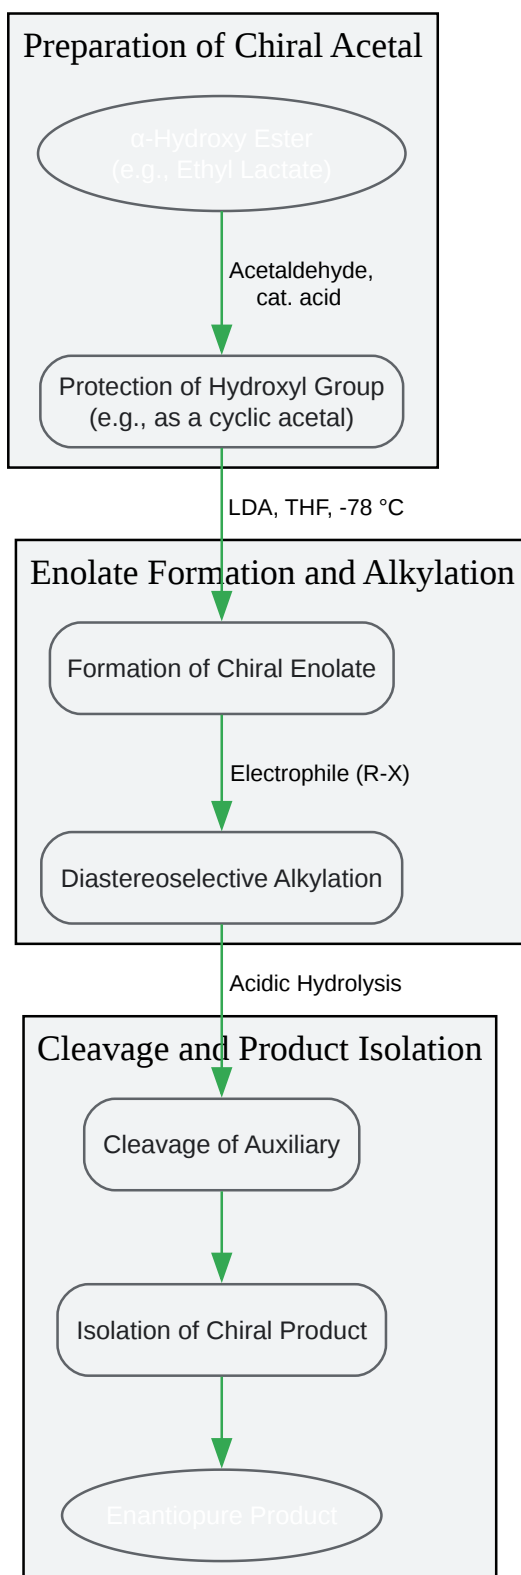 Preparation of Chiral Acetal
α-Hydroxy Ester
(e.g., Ethyl Lactate)
Acetaldehyde,
cat. acid
Protection of Hydroxyl Group
(e.g., as a cyclic acetal)
LDA, THF, -78 °C
Enolate Formation and Alkylation
Formation of Chiral Enolate
Electrophile (R-X)
Diastereoselective Alkylation
Acidic Hydrolysis
Cleavage and Product Isolation
Cleavage of Auxiliary
Isolation of Chiral Product
Enantiopure Product